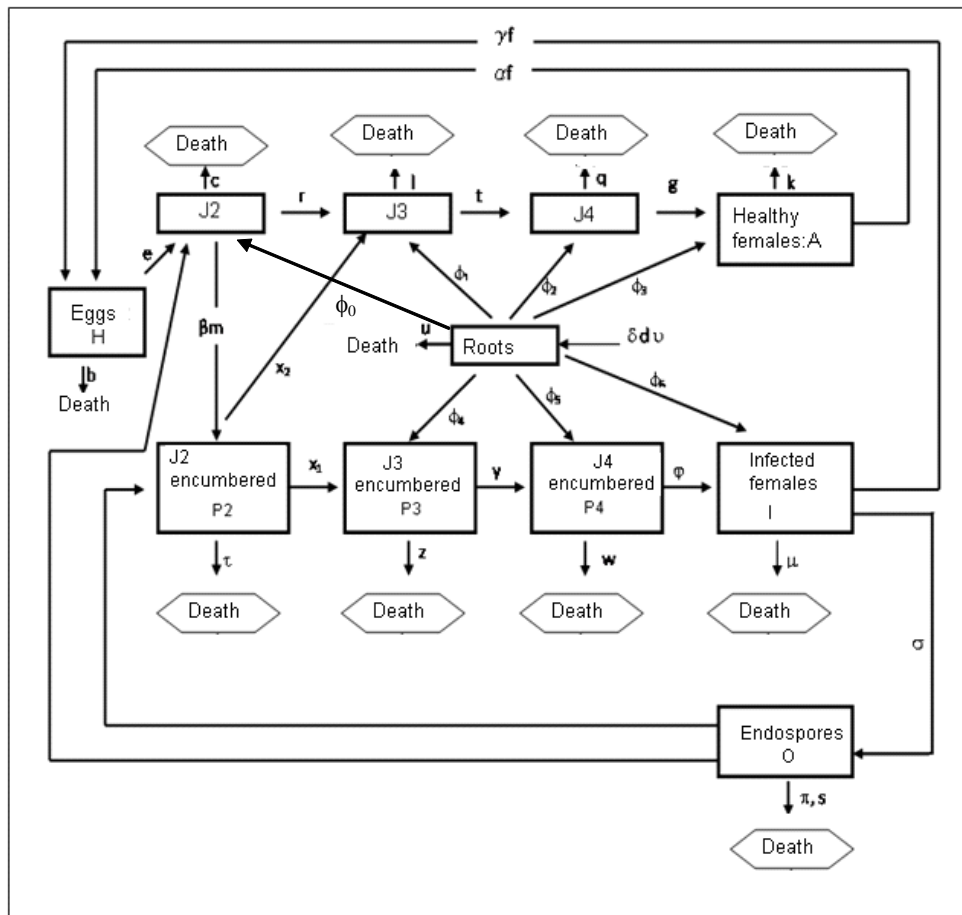 γf
αf
Death
Death
Death
Death
c
l
q
k
J2
r
J3
t
J4
g
Healthy
females:A
e
ϕ1
ϕ2
ϕ3
ϕ0
Eggs
H
βm
u
Death
Roots
δdυ
b
Death
x2
ϕ4
ϕ5
ϕ6
J2
encumbered
P2
x1
J3
encumbered
P3
y
J4
encumbered
P4
φ
Infected
females
I
τ
z
w
μ
Death
Death
Death
Death
σ
Endospores
O
π, s
Death